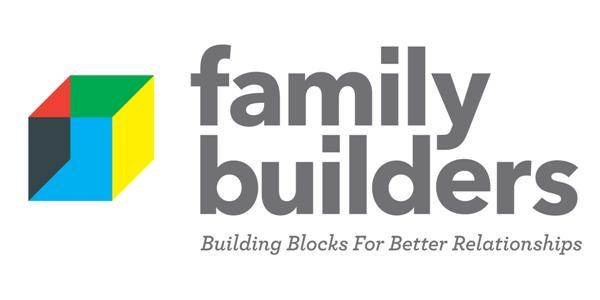 family
builders
Building Blocks For Better Relationships